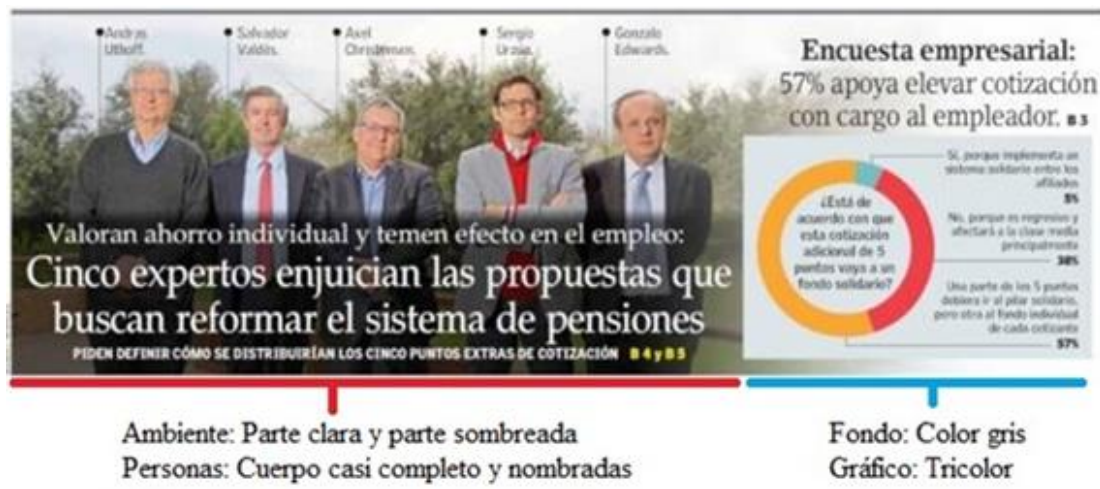 Andras
Uthoff.
Salvador
Valdés.
Axel
Christensen.
Sergio
Urzúa.
Gonzalo
Edwards.
Valoran ahorro individual y temen efecto en el empleo:
Cinco expertos enjuician las propuestas que
buscan reformar el sistema de pensiones
PIDEN DEFINIR CÓMO SE DISTRIBUIRÍAN LOS CINCO PUNTOS EXTRAS DE COTIZACIÓN B 4 y B 5
Encuesta empresarial:
57% apoya elevar cotización
con cargo al empleador. B 3
¿Está de
acuerdo con que
esta cotización
adicional de 5
puntos vaya a un
fondo solidario?
Sí, porque implementa un
sistema solidario entre los
afiliados
5%
No, porque es regresivo y
afectará a la clase media
principalmente
38%
Una parte de los 5 puntos
debiera ir al pilar solidario,
pero otra al fondo individual
de cada cotizante
57%
Ambiente: Parte clara y parte sombreada
Personas: Cuerpo casi completo y nombradas
Fondo: Color gris
Gráfico: Tricolor